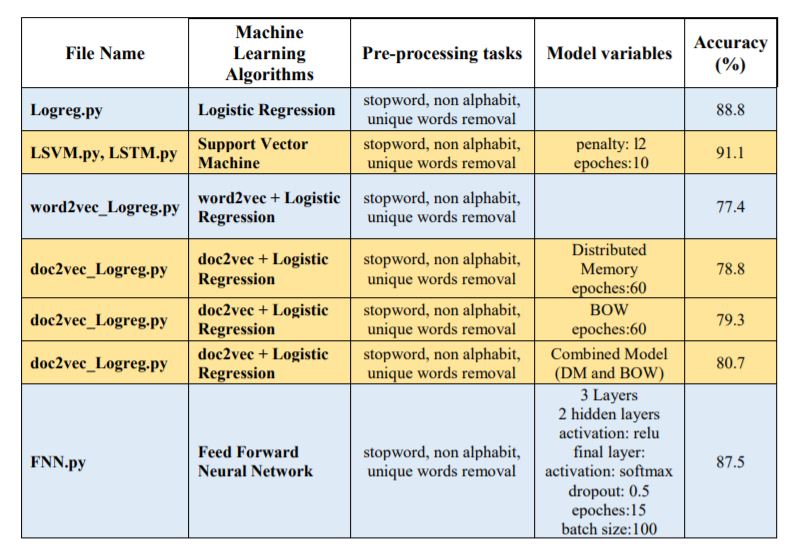 File Name
Machine
Learning
Algorithms
Pre-processing tasks
Model variables
Accuracy
(%)
Logreg.py
Logistic Regression
stopword, non alphabit,
unique words removal
88.8
LSVM.py, LSTM.py
Support Vector
Machine
stopword, non alphabit,
unique words removal
penalty: l2
epoches:10
91.1
word2vec_Logreg.py
word2vec + Logistic
Regression
stopword, non alphabit,
unique words removal
77.4
doc2vec_Logreg.py
doc2vec + Logistic
Regression
stopword, non alphabit,
unique words removal
Distributed
Memory
epoches:60
78.8
doc2vec_Logreg.py
doc2vec + Logistic
Regression
stopword, non alphabit,
unique words removal
BOW
epoches:60
79.3
doc2vec_Logreg.py
doc2vec + Logistic
Regression
stopword, non alphabit,
unique words removal
Combined Model
(DM and BOW)
80.7
FNN.py
Feed Forward
Neural Network
stopword, non alphabit,
unique words removal
3 Layers
2 hidden layers
activation: relu
final layer:
activation: softmax
dropout: 0.5
epoches:15
batch size:100
87.5